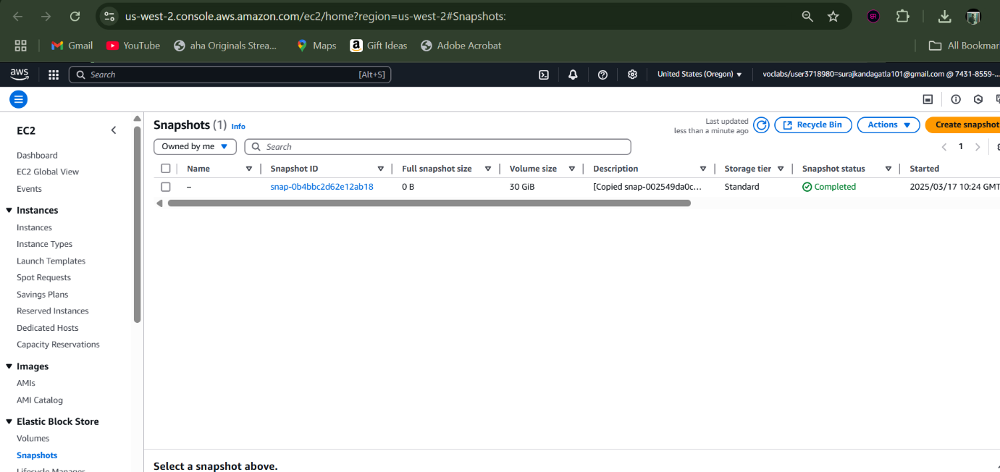 us-west-2.console.aws.amazon.com/ec2/home?region=us-west-2#Snapshots:
Gmail YouTube aha Originals Strea... Maps Gift Ideas Adobe Acrobat All Bookmar
aws Search [Alt+S] United States (Oregon) voclabs/user3718980=surajkandagatla101@gmail.com @ 7431-8559-...
EC2
Dashboard
EC2 Global View
Events
Instances
Instances
Instance Types
Launch Templates
Spot Requests
Savings Plans
Reserved Instances
Dedicated Hosts
Capacity Reservations
Images
AMIs
AMI Catalog
Elastic Block Store
Volumes
Snapshots
Lifecycle Manager
Snapshots (1) Info
Last updated
less than a minute ago
Recycle Bin Actions Create snapshot
Owned by me Search 1
Name Snapshot ID Full snapshot size Volume size Description Storage tier Snapshot status Started
– snap-0b4bbc2d62e12ab18 0 B 30 GiB [Copied snap-002549da0c... Standard Completed 2025/03/17 10:24 GMT
Select a snapshot above.